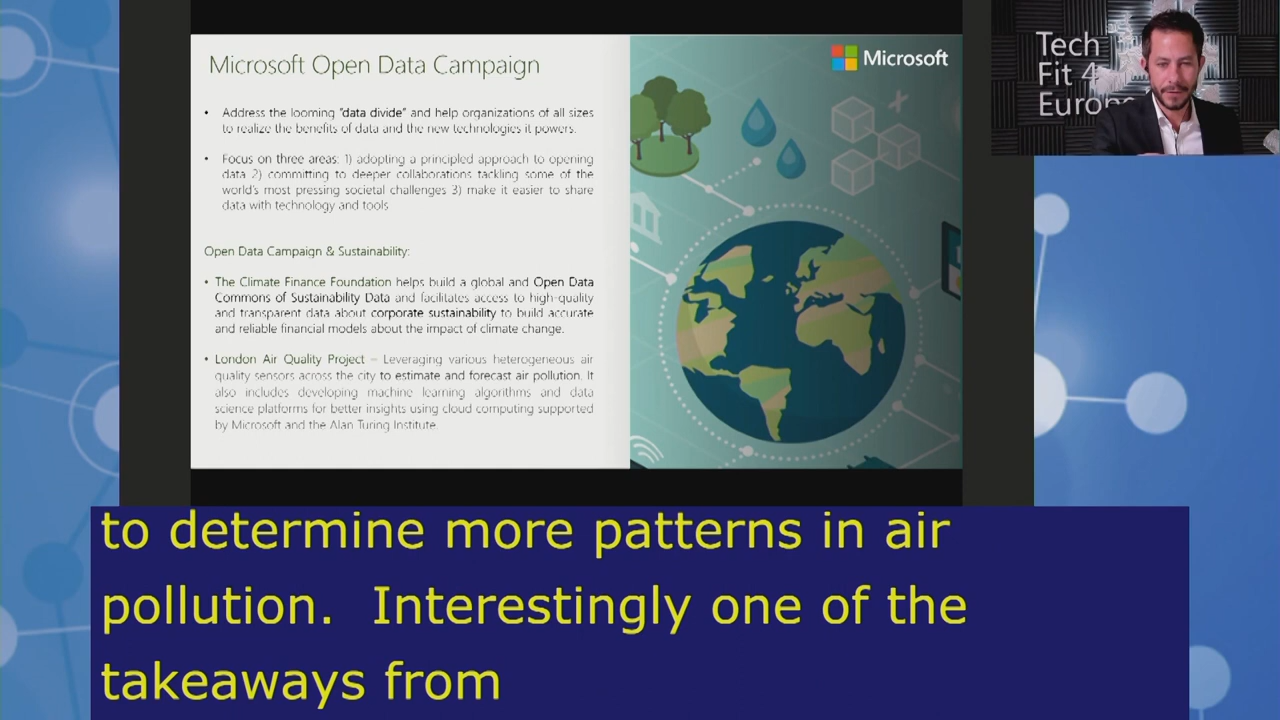 Microsoft Open Data Campaign
Microsoft
Tech
Fit 4
Europe
• Address the looming "data divide" and help organizations of all sizes
to realize the benefits of data and the new technologies it powers.
• Focus on three areas: 1) adopting a principled approach to opening
data 2) committing to deeper collaborations tackling some of the
world's most pressing societal challenges 3) make it easier to share
data with technology and tools
Open Data Campaign & Sustainability:
• The Climate Finance Foundation helps build a global and Open Data
Commons of Sustainability Data and facilitates access to high-quality
and transparent data about corporate sustainability to build accurate
and reliable financial models about the impact of climate change.
• London Air Quality Project – Leveraging various heterogeneous air
quality sensors across the city to estimate and forecast air pollution. It
also includes developing machine learning algorithms and data
science platforms for better insights using cloud computing supported
by Microsoft and the Alan Turing Institute.
to determine more patterns in air
pollution. Interestingly one of the
takeaways from